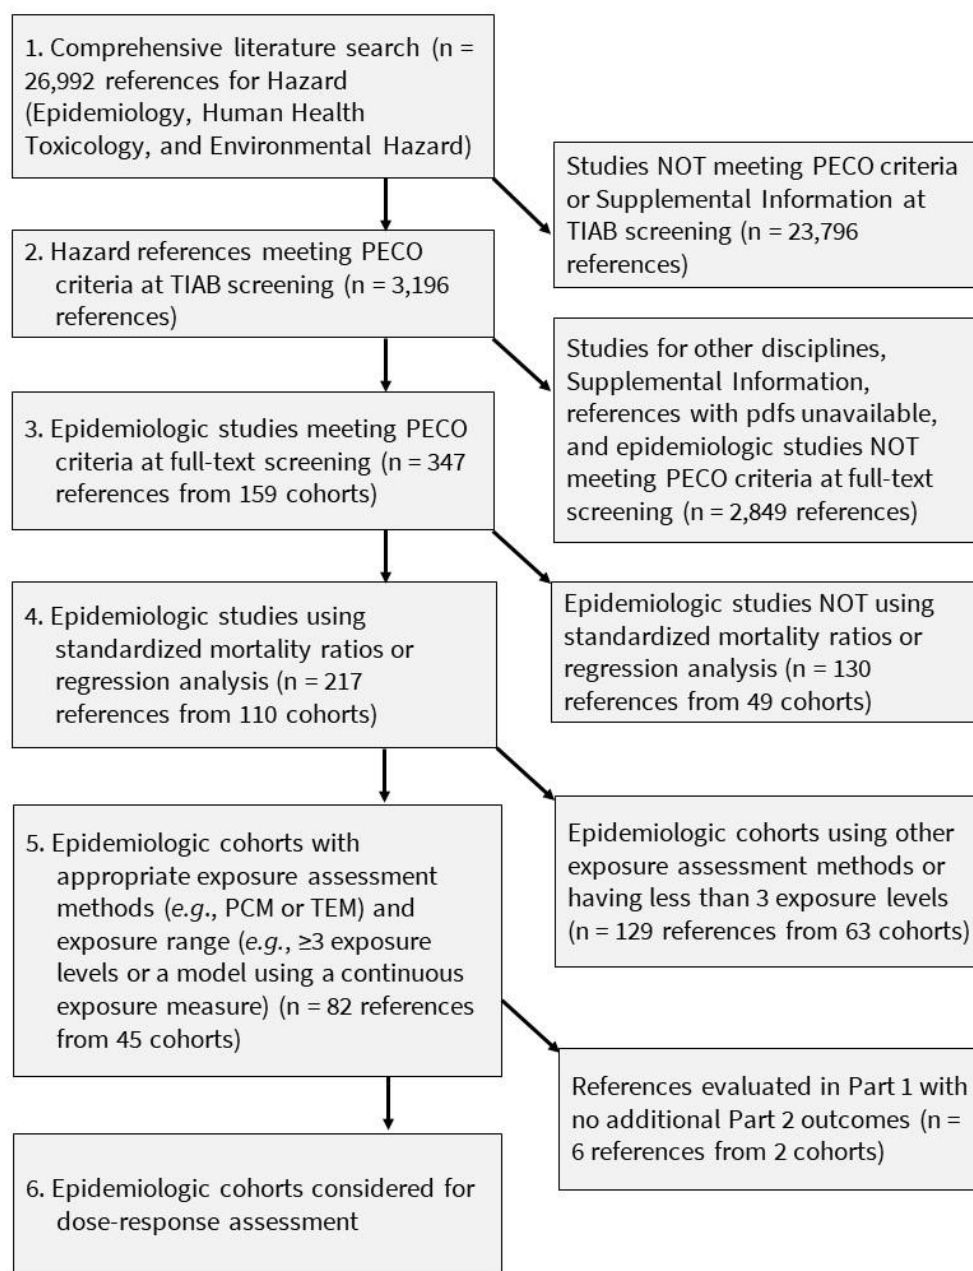 1. Comprehensive literature search (n =
26,992 references for Hazard
(Epidemiology, Human Health
Toxicology, and Environmental Hazard)
Studies NOT meeting PECO criteria
or Supplemental Information at
TIAB screening (n = 23,796
references)
2. Hazard references meeting PECO
criteria at TIAB screening (n = 3,196
references)
Studies for other disciplines,
Supplemental Information,
references with pdfs unavailable,
and epidemiologic studies NOT
meeting PECO criteria at full-text
screening (n = 2,849 references)
3. Epidemiologic studies meeting PECO
criteria at full-text screening (n = 347
references from 159 cohorts)
Epidemiologic studies NOT using
standardized mortality ratios or
regression analysis (n = 130
references from 49 cohorts)
4. Epidemiologic studies using
standardized mortality ratios or
regression analysis (n = 217
references from 110 cohorts)
Epidemiologic cohorts using other
exposure assessment methods or
having less than 3 exposure levels
(n = 129 references from 63 cohorts)
5. Epidemiologic cohorts with
appropriate exposure assessment
methods (e.g., PCM or TEM) and
exposure range (e.g., ≥3 exposure
levels or a model using a continuous
exposure measure) (n = 82 references
from 45 cohorts)
References evaluated in Part 1 with
no additional Part 2 outcomes (n =
6 references from 2 cohorts)
6. Epidemiologic cohorts considered for
dose-response assessment